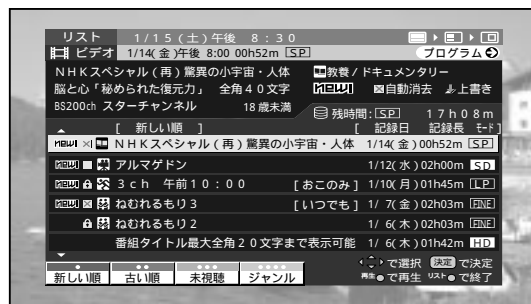 リスト 1/15(土)午後 8:30
ビデオ 1/14(金)午後 8:00 00h52m SP プログラム
NHKスペシャル(再)驚異の小宇宙・人体 教養/ドキュメンタリー
脳と心「秘められた復元力」 全角40文字 NEW! 自動消去 上書き
BS200ch スターチャンネル 18歳未満 残時間:SP 17h08m
[ 新しい順 ] [ 記録日 記録長 モード]
NEW! NHKスペシャル(再)驚異の小宇宙・人体 1/14(金)00h52m SP
NEW! アルマゲドン 1/12(水)02h00m SD
NEW! 3ch 午前10:00 [おこのみ] 1/10(月)01h45m LP
NEW! ねむれるもり3 [いつでも] 1/ 7(金)02h03m FINE
ねむれるもり2 1/ 6(木)02h03m FINE
番組タイトル最大全角20文字まで表示可能 1/ 6(木)01h42m HD
で選択 決定 で決定
新しい順 古い順 未視聴 ジャンル 再生●で再生 リスト●で終了